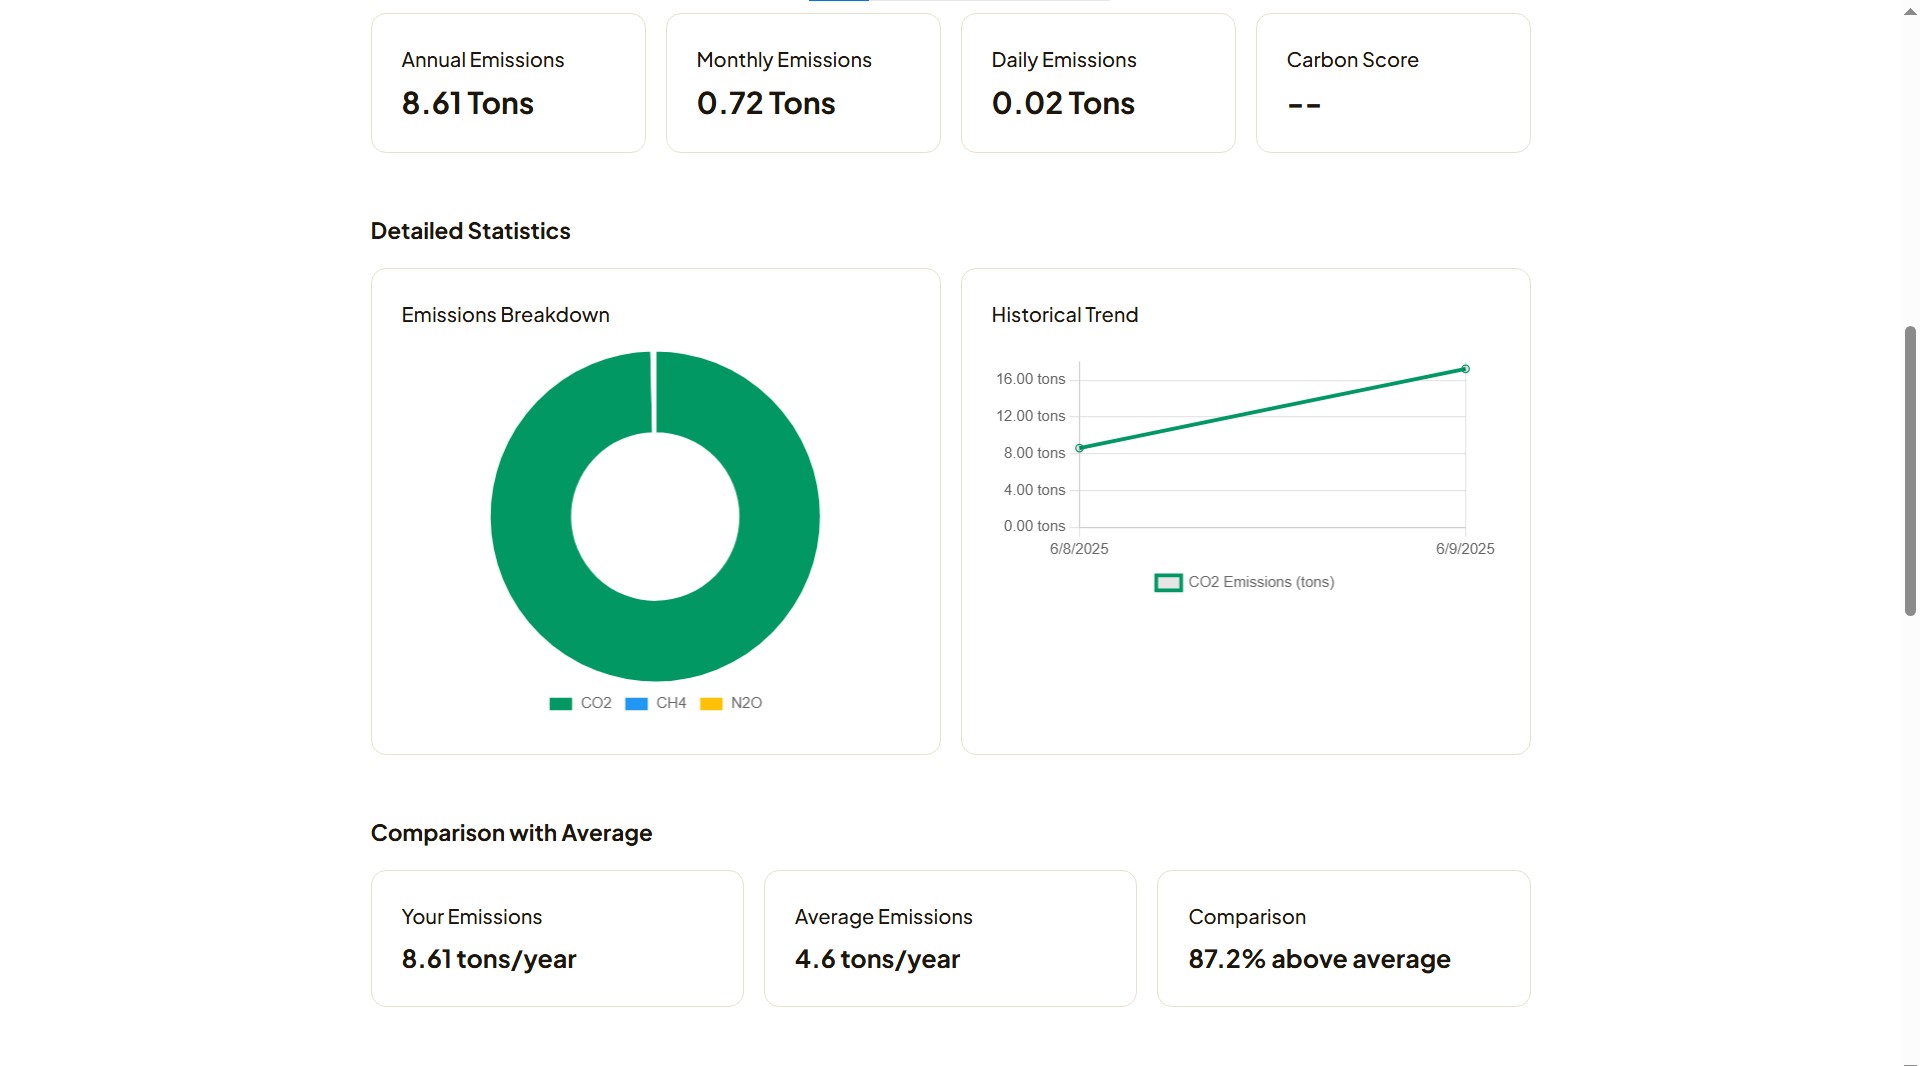 Annual Emissions
8.61 Tons
Monthly Emissions
0.72 Tons
Daily Emissions
0.02 Tons
Carbon Score
--
Detailed Statistics
Emissions Breakdown
CO2 CH4 N2O
Historical Trend
16.00 tons
12.00 tons
8.00 tons
4.00 tons
0.00 tons
6/8/2025 6/9/2025
CO2 Emissions (tons)
Comparison with Average
Your Emissions
8.61 tons/year
Average Emissions
4.6 tons/year
Comparison
87.2% above average